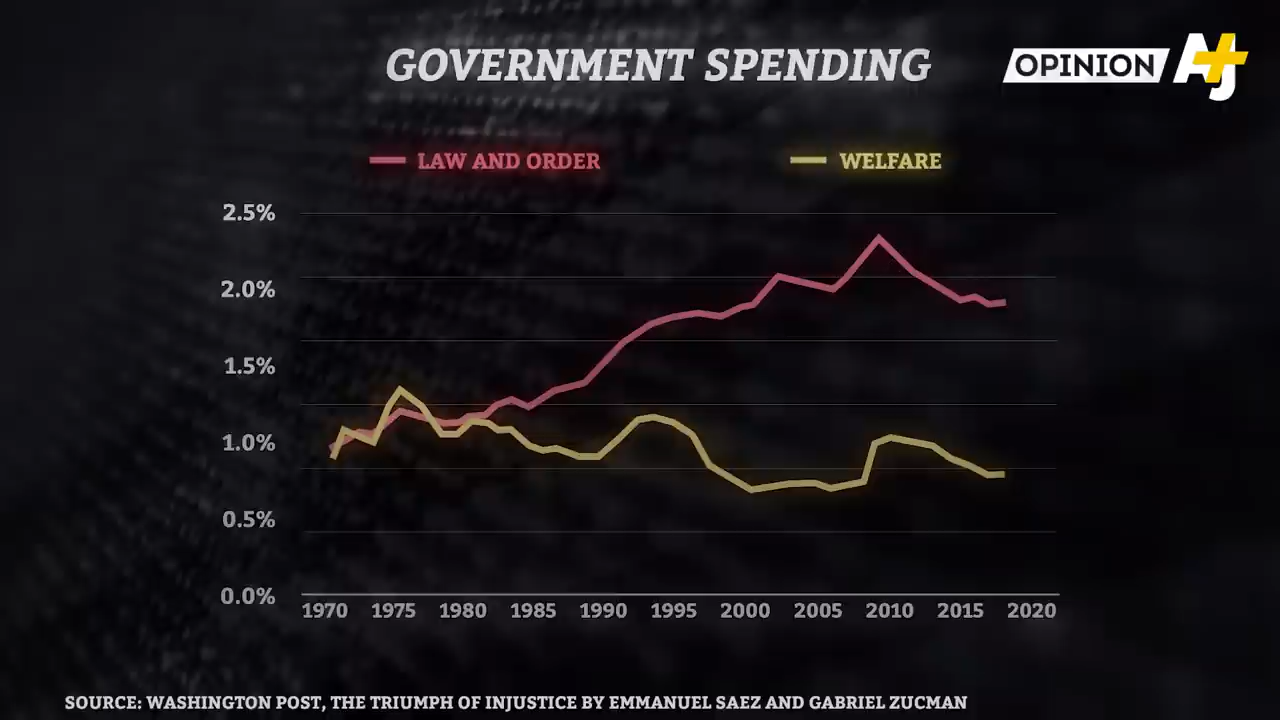 GOVERNMENT SPENDING
OPINION AJ+
LAW AND ORDER
WELFARE
2.5%
2.0%
1.5%
1.0%
0.5%
0.0%
1970 1975 1980 1985 1990 1995 2000 2005 2010 2015 2020
SOURCE: WASHINGTON POST, THE TRIUMPH OF INJUSTICE BY EMMANUEL SAEZ AND GABRIEL ZUCMAN